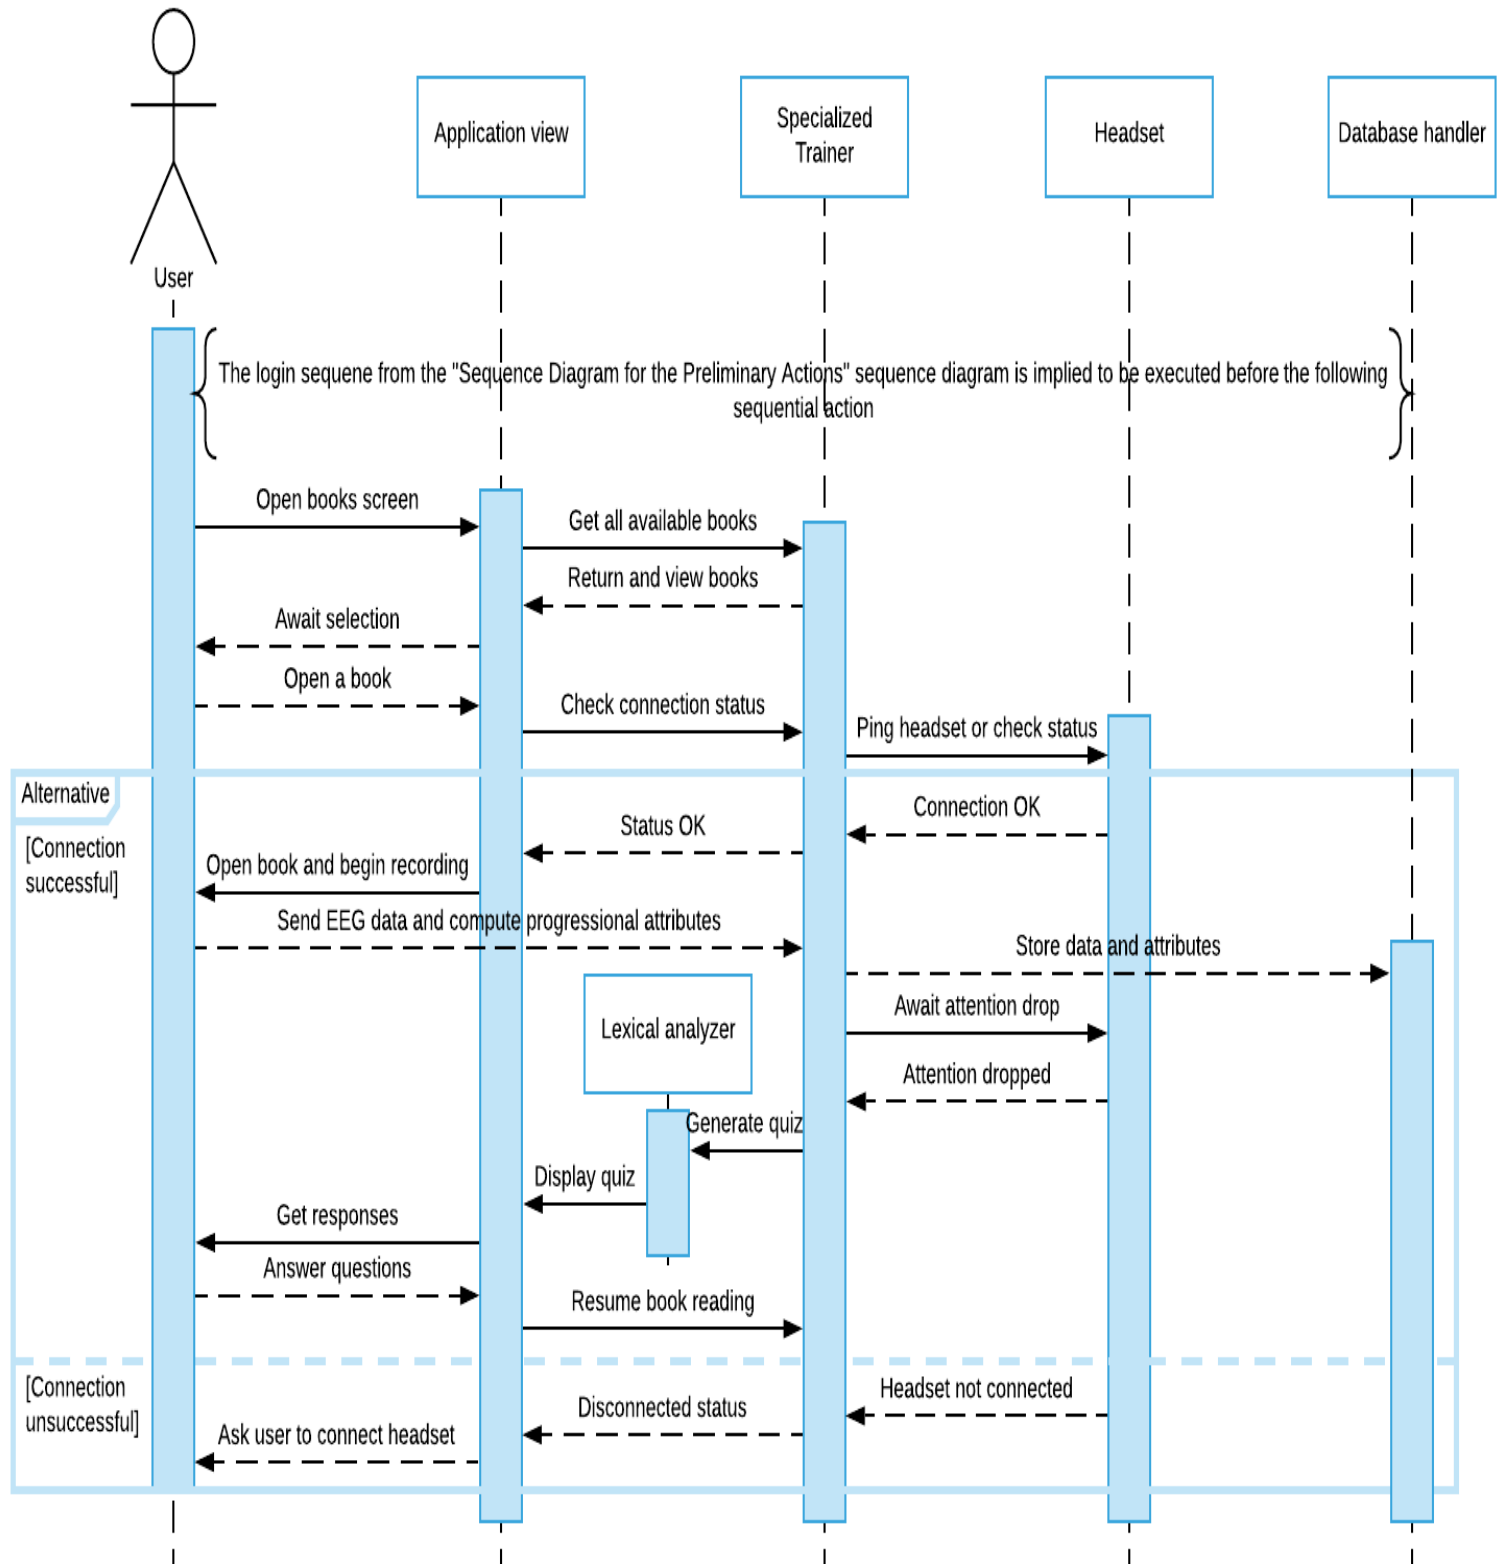 Application view
Specialized
Trainer
Headset
Database handler
User
The login sequene from the "Sequence Diagram for the Preliminary Actions" sequence diagram is implied to be executed before the following
sequential action
Open books screen
Get all available books
Return and view books
Await selection
Open a book
Check connection status
Ping headset or check status
Alternative
[Connection
successful]
Connection OK
Status OK
Open book and begin recording
Send EEG data and compute progressional attributes
Store data and attributes
Await attention drop
Lexical analyzer
Attention dropped
Generate quiz
Display quiz
Get responses
Answer questions
Resume book reading
[Connection
unsuccessful]
Headset not connected
Disconnected status
Ask user to connect headset